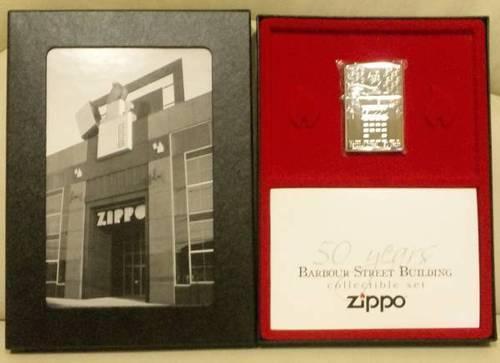 ZIPPO
50 years
BARBOUR STREET BUILDING
collectible set
zippo